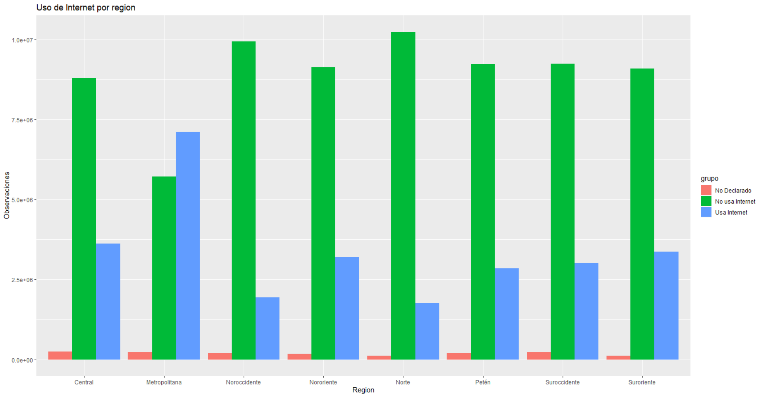 Uso de Internet por region
1.0e+07
7.5e+06
5.0e+06
2.5e+06
0.0e+00
Observaciones
Central
Metropolitana
Noroccidente
Nororiente
Norte
Petén
Suroccidente
Suroriente
Region
grupo
No Declarado
No usa Internet
Usa Internet